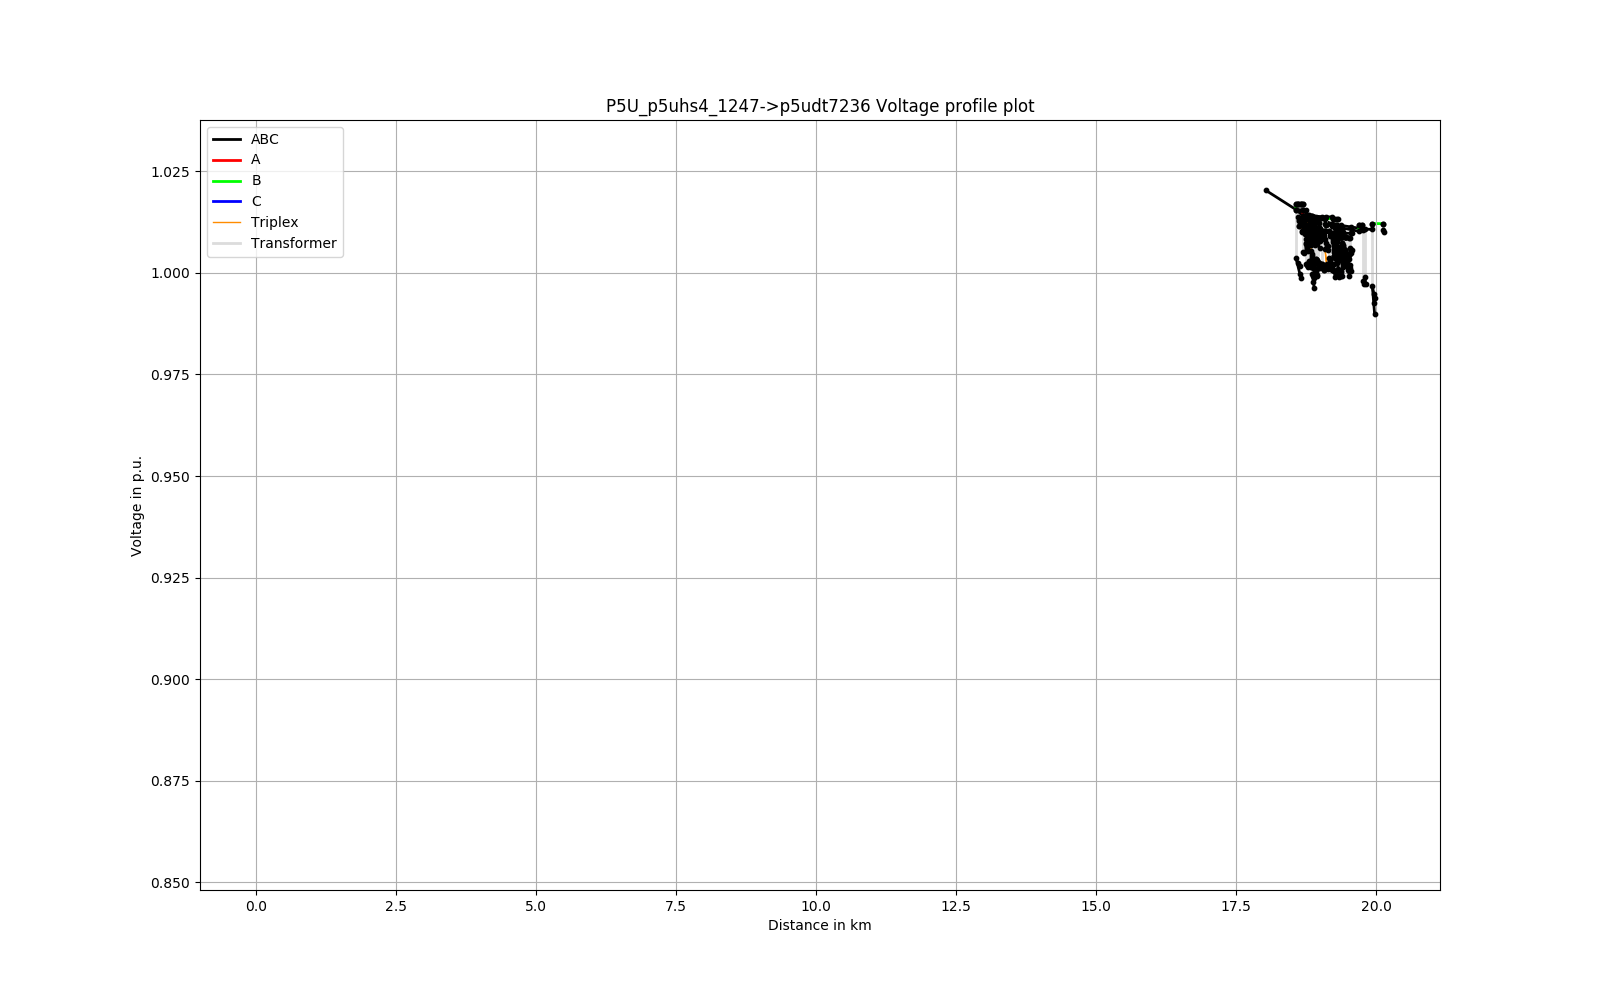 P5U_p5uhs4_1247->p5udt7236 Voltage profile plot
ABC
A
B
C
Triplex
Transformer
1.025
1.000
0.975
0.950
0.925
0.900
0.875
0.850
Voltage in p.u.
0.0 2.5 5.0 7.5 10.0 12.5 15.0 17.5 20.0
Distance in km